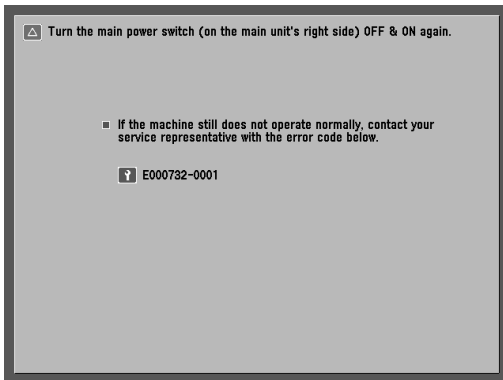 Turn the main power switch (on the main unit's right side) OFF & ON again.
If the machine still does not operate normally, contact your
service representative with the error code below.
E000732-0001